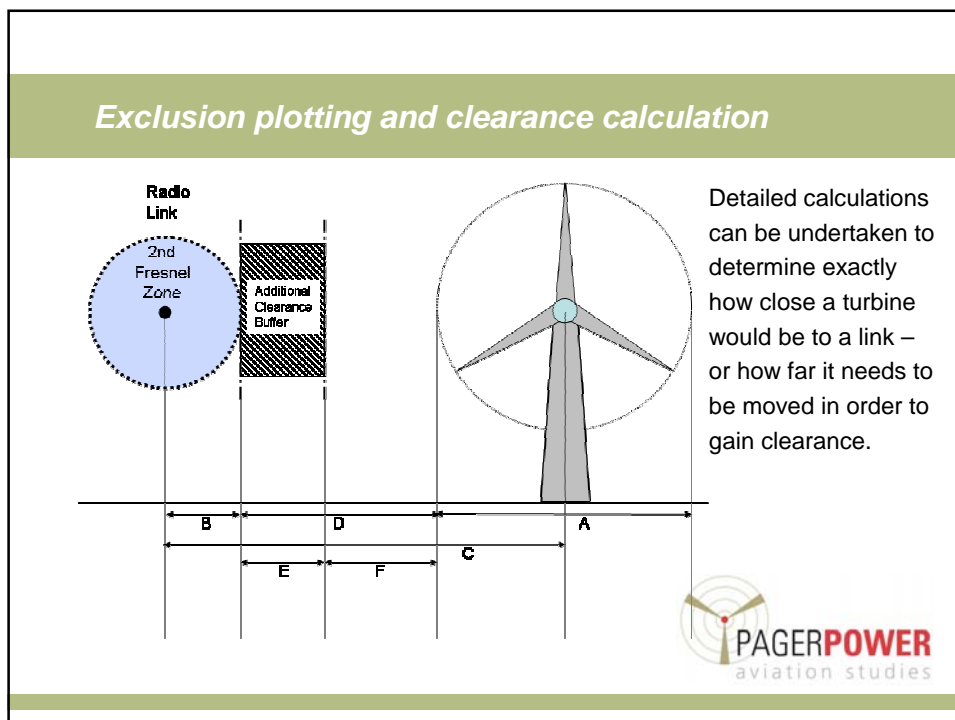 Exclusion plotting and clearance calculation
Radio
Link
2nd
Fresnel
Zone
Additional
Clearance
Buffer
Detailed calculations
can be undertaken to
determine exactly
how close a turbine
would be to a link –
or how far it needs to
be moved in order to
gain clearance.
B
D
A
C
E
F
PAGERPOWER
aviation studies